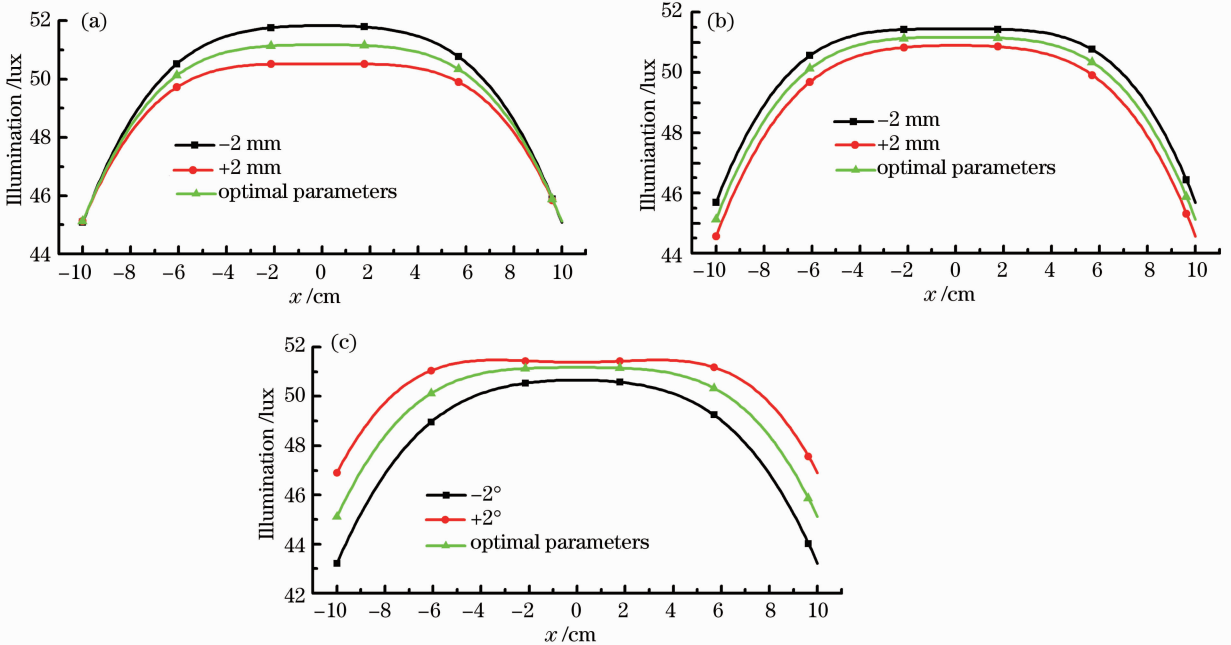 (a)
Illumination /lux
52
50
48
46
44
−2 mm
+2 mm
optimal parameters
−10 −8 −6 −4 −2 0 2 4 6 8 10
x /cm
(b)
Illumiantion /lux
52
50
48
46
44
−2 mm
+2 mm
optimal parameters
−10 −8 −6 −4 −2 0 2 4 6 8 10
x /cm
(c)
Illumination /lux
52
50
48
46
44
42
−2°
+2°
optimal parameters
−10 −8 −6 −4 −2 0 2 4 6 8 10
x /cm